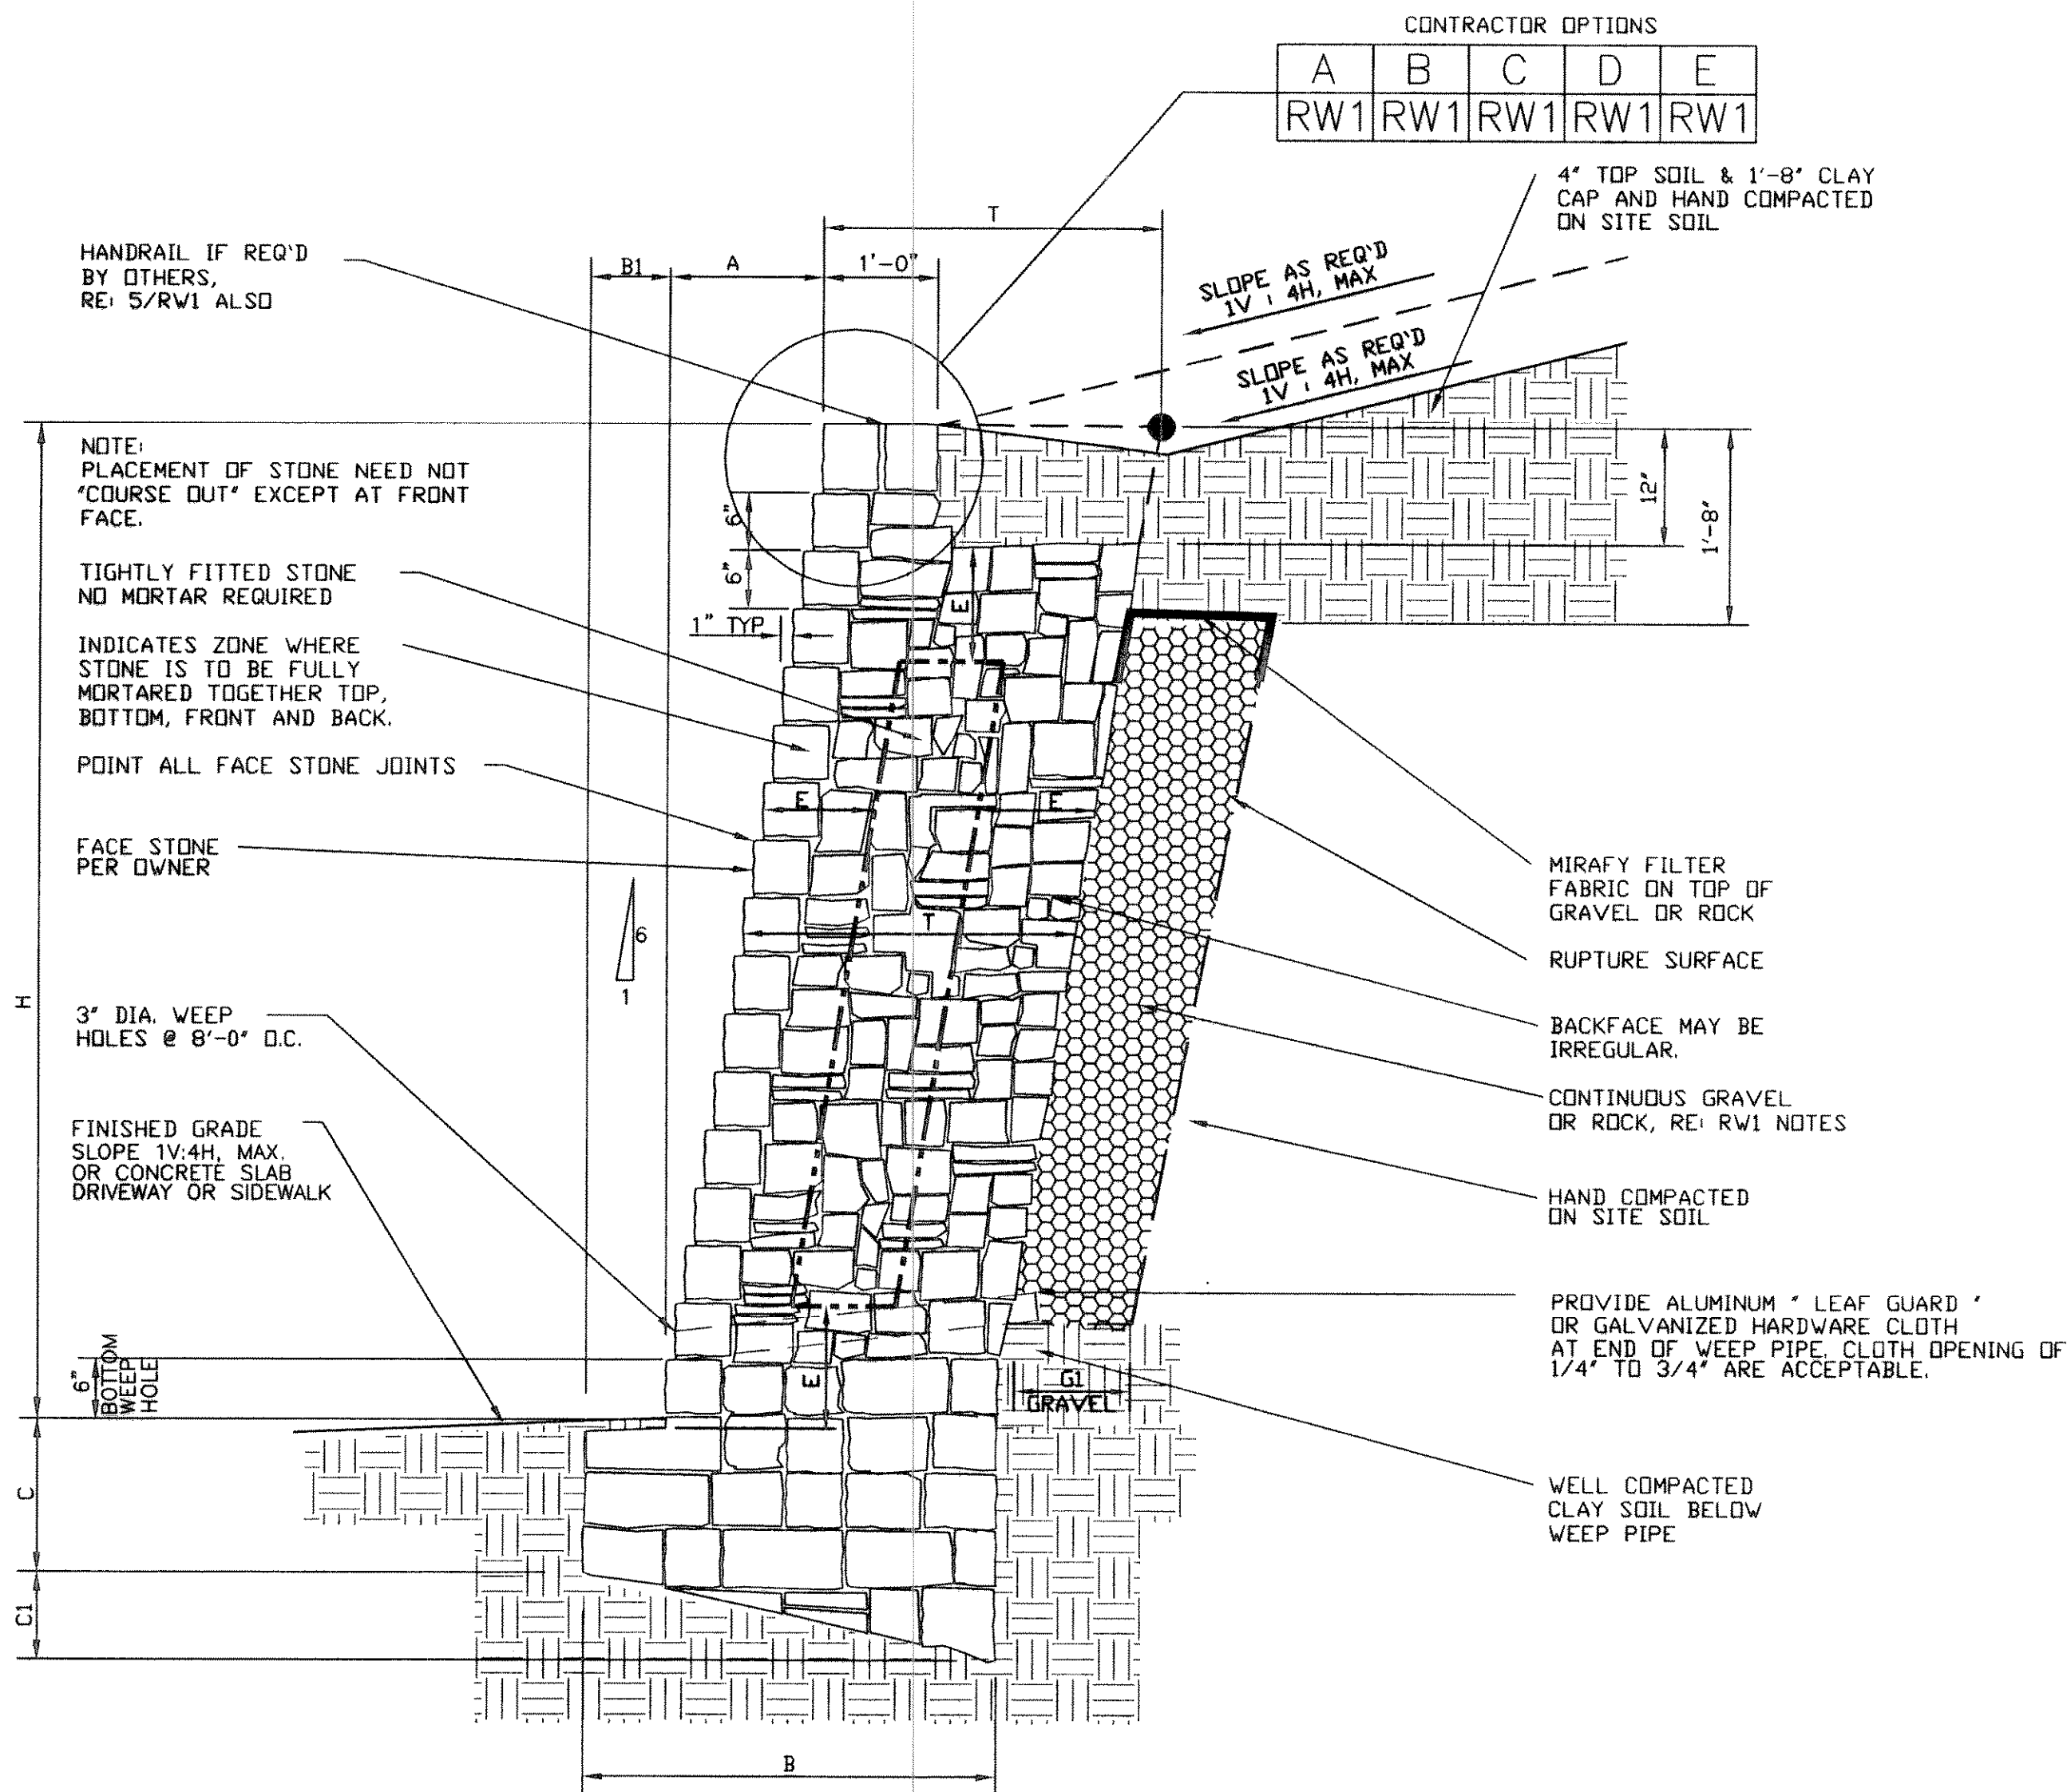 CONTRACTOR OPTIONS
A B C D E
RW1 RW1 RW1 RW1 RW1
4" TOP SOIL & 1'-8" CLAY
CAP AND HAND COMPACTED
ON SITE SOIL
T
HANDRAIL IF REQ'D
BY OTHERS,
RE: 5/RW1 ALSO
B1 A 1'-0"
SLOPE AS REQ'D
1V : 4H, MAX
SLOPE AS REQ'D
1V : 4H, MAX
NOTE:
PLACEMENT OF STONE NEED NOT
"COURSE OUT" EXCEPT AT FRONT
FACE.
6"
12"
1'-8"
TIGHTLY FITTED STONE
NO MORTAR REQUIRED
6"
E
1" TYP
INDICATES ZONE WHERE
STONE IS TO BE FULLY
MORTARED TOGETHER TOP,
BOTTOM, FRONT AND BACK.
POINT ALL FACE STONE JOINTS
E E
FACE STONE
PER OWNER
MIRAFY FILTER
FABRIC ON TOP OF
GRAVEL OR ROCK
T
6
1
RUPTURE SURFACE
H
3" DIA. WEEP
HOLES @ 8'-0" O.C.
BACKFACE MAY BE
IRREGULAR.
CONTINUOUS GRAVEL
OR ROCK, RE: RW1 NOTES
FINISHED GRADE
SLOPE 1V:4H, MAX.
OR CONCRETE SLAB
DRIVEWAY OR SIDEWALK
HAND COMPACTED
ON SITE SOIL
PROVIDE ALUMINUM " LEAF GUARD "
OR GALVANIZED HARDWARE CLOTH
AT END OF WEEP PIPE. CLOTH OPENING OF
1/4" TO 3/4" ARE ACCEPTABLE.
6"
BOTTOM
WEEP
HOLE
E
G1
GRAVEL
C
WELL COMPACTED
CLAY SOIL BELOW
WEEP PIPE
C1
B